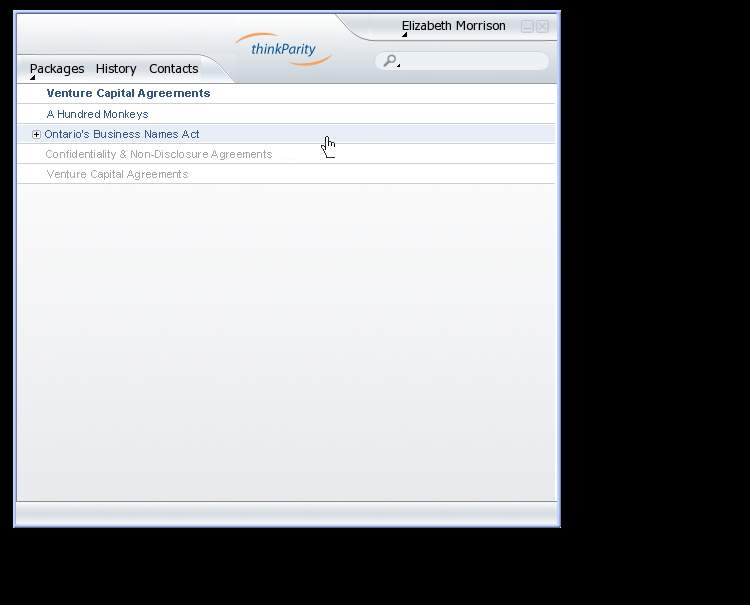 Elizabeth Morrison
thinkParity
Packages History Contacts
Venture Capital Agreements
A Hundred Monkeys
Ontario's Business Names Act
Confidentiality & Non-Disclosure Agreements
Venture Capital Agreements